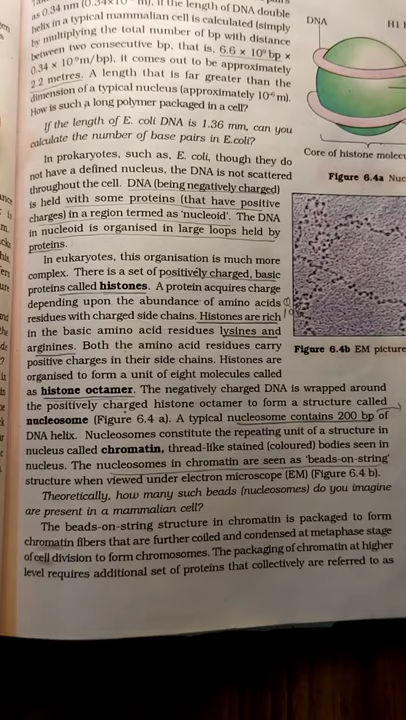 as 0.34 nm (0.34×10 m), if the length of DNA double
helix in a typical mammalian cell is calculated (simply
by multiplying the total number of bp with distance
between two consecutive bp, that is, 6.6 × 10⁹ bp ×
0.34 × 10⁻⁹m/bp), it comes out to be approximately
2.2 metres. A length that is far greater than the
dimension of a typical nucleus (approximately 10⁻⁶ m).
How is such a long polymer packaged in a cell?
If the length of E. coli DNA is 1.36 mm, can you
calculate the number of base pairs in E.coli?
In prokaryotes, such as, E. coli, though they do
not have a defined nucleus, the DNA is not scattered
throughout the cell. DNA (being negatively charged)
is held with some proteins (that have positive
charges) in a region termed as 'nucleoid'. The DNA
in nucleoid is organised in large loops held by
proteins.
In eukaryotes, this organisation is much more
complex. There is a set of positively charged, basic
proteins called histones. A protein acquires charge
depending upon the abundance of amino acids
residues with charged side chains. Histones are rich
in the basic amino acid residues lysines and
arginines. Both the amino acid residues carry
positive charges in their side chains. Histones are
organised to form a unit of eight molecules called
as histone octamer. The negatively charged DNA is wrapped around
the positively charged histone octamer to form a structure called
nucleosome (Figure 6.4 a). A typical nucleosome contains 200 bp of
DNA helix. Nucleosomes constitute the repeating unit of a structure in
nucleus called chromatin, thread-like stained (coloured) bodies seen in
nucleus. The nucleosomes in chromatin are seen as 'beads-on-string'
structure when viewed under electron microscope (EM) (Figure 6.4 b).
Theoretically, how many such beads (nucleosomes) do you imagine
are present in a mammalian cell?
The beads-on-string structure in chromatin is packaged to form
chromatin fibers that are further coiled and condensed at metaphase stage
of cell division to form chromosomes. The packaging of chromatin at higher
level requires additional set of proteins that collectively are referred to as
DNA
H1
Core of histone molec
Figure 6.4a Nuc
Figure 6.4b EM picture